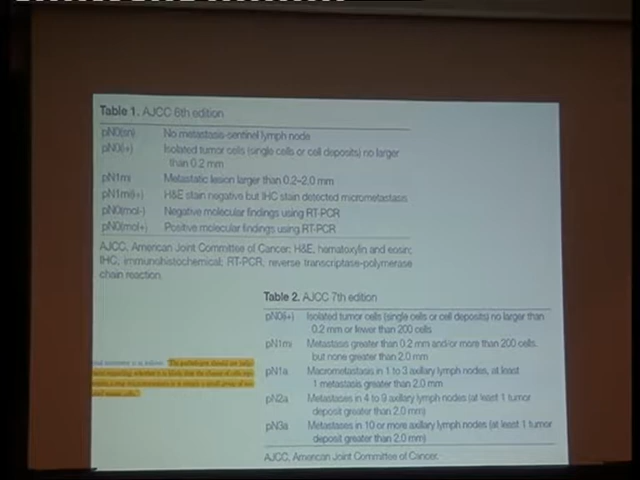 Table 1. AJCC 6th edition
pN0(sn) No metastasis-sentinel lymph node
pN0(i+) Isolated tumor cells (single cells or cell deposits) no larger
than 0.2 mm
pN1mi Metastatic lesion larger than 0.2–2.0 mm
pN1mi(i+) H&E stain negative but IHC stain detected micrometastasis
pN0(mol-) Negative molecular findings using RT-PCR
pN0(mol+) Positive molecular findings using RT-PCR
AJCC, American Joint Committee of Cancer; H&E, hematoxylin and eosin;
IHC, immunohistochemical; RT-PCR, reverse transcriptase-polymerase
chain reaction.
Table 2. AJCC 7th edition
pN0(i+) Isolated tumor cells (single cells or cell deposits) no larger than
0.2 mm or fewer than 200 cells
pN1mi Metastasis greater than 0.2 mm and/or more than 200 cells,
but none greater than 2.0 mm
pN1a Macrometastasis in 1 to 3 axillary lymph nodes, at least
1 metastasis greater than 2.0 mm
pN2a Metastases in 4 to 9 axillary lymph nodes (at least 1 tumor
deposit greater than 2.0 mm)
pN3a Metastases in 10 or more axillary lymph nodes (at least 1 tumor
deposit greater than 2.0 mm)
AJCC, American Joint Committee of Cancer.